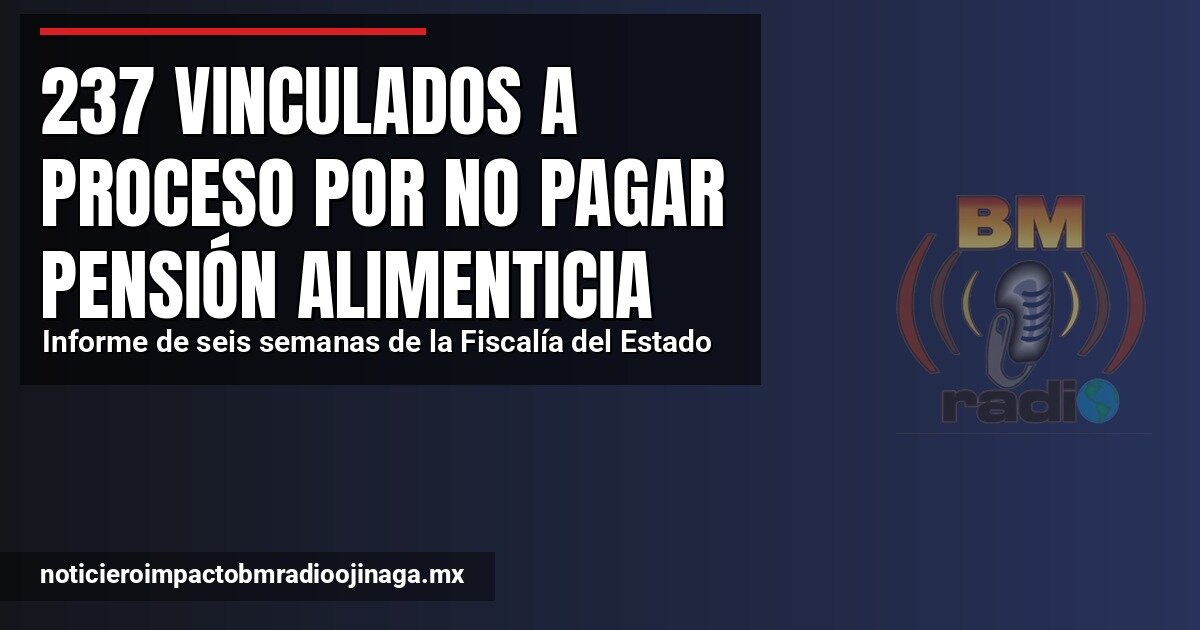 237 VINCULADOS A
PROCESO POR NO PAGAR
PENSIÓN ALIMENTICIA
Informe de seis semanas de la Fiscalía del Estado
BM
radio
noticieroimpactobmradioojinaga.mx